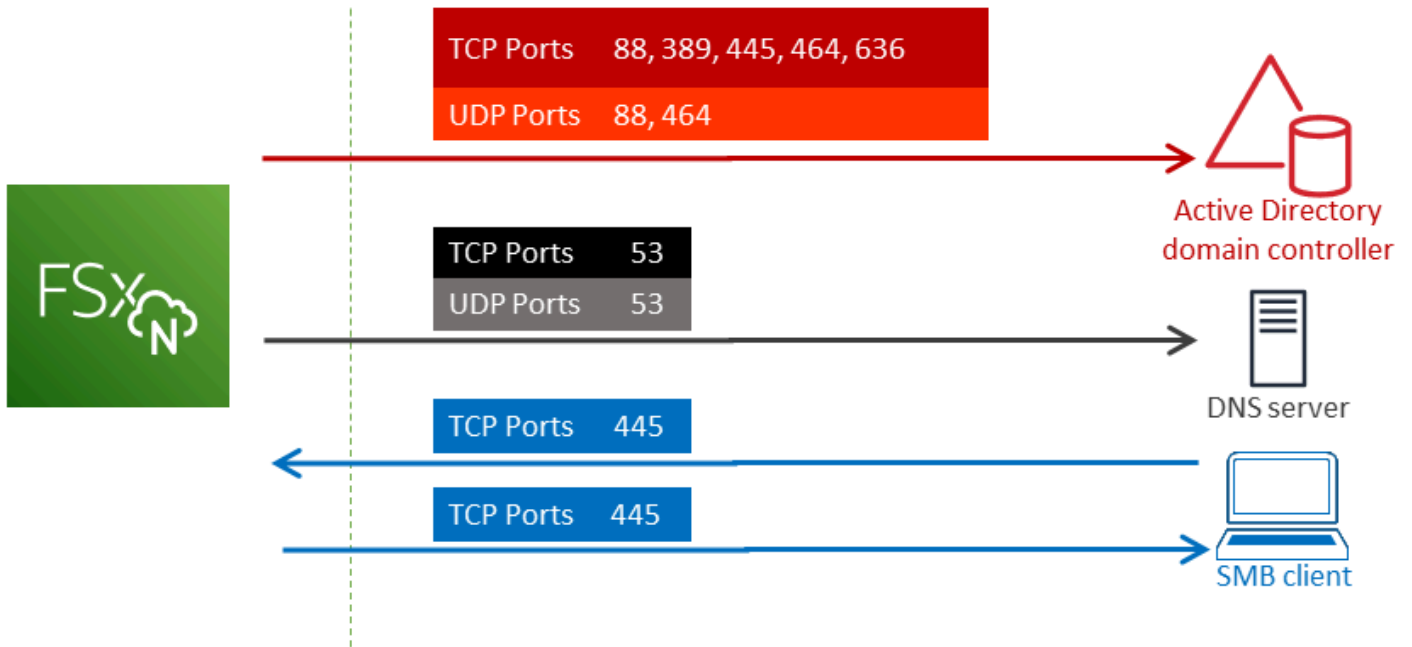 TCP Ports 88, 389, 445, 464, 636
UDP Ports 88, 464
Active Directory
domain controller
TCP Ports 53
UDP Ports 53
FSx
N
DNS server
TCP Ports 445
TCP Ports 445
SMB client